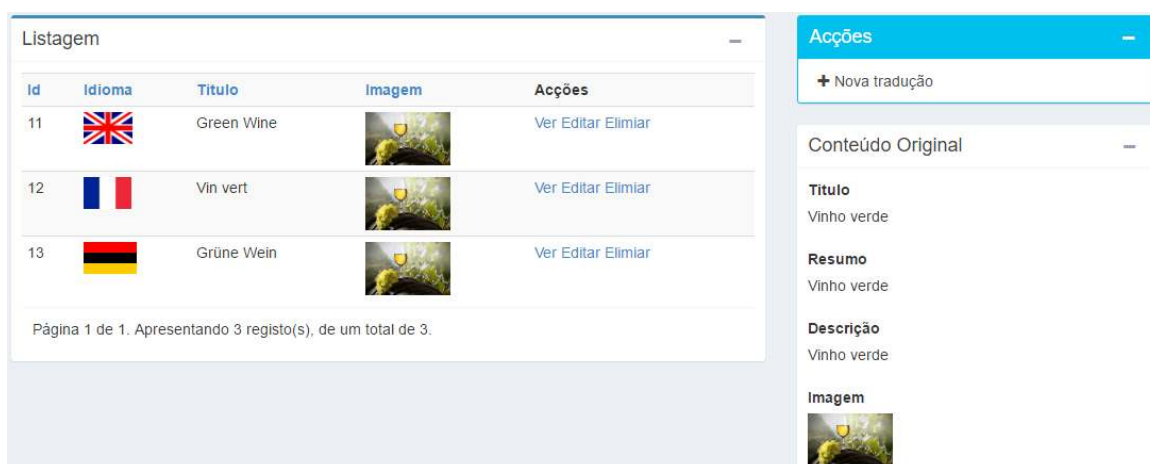 Listagem
Id Idioma Titulo Imagem Acções
11 Green Wine Ver Editar Elimiar
12 Vin vert Ver Editar Elimiar
13 Grüne Wein Ver Editar Elimiar
Página 1 de 1. Apresentando 3 registo(s), de um total de 3.
Acções
Nova tradução
Conteúdo Original
Titulo
Vinho verde
Resumo
Vinho verde
Descrição
Vinho verde
Imagem